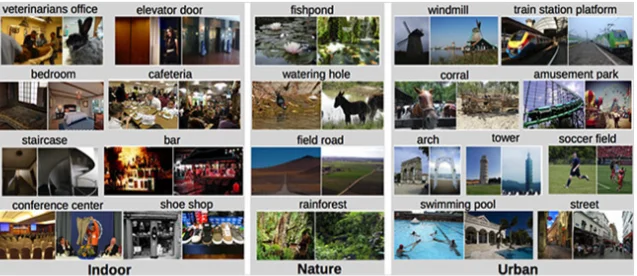 veterinarians office elevator door fishpond windmill train station platform
bedroom cafeteria watering hole corral amusement park
staircase bar field road arch tower soccer field
conference center shoe shop rainforest swimming pool street
Indoor Nature Urban